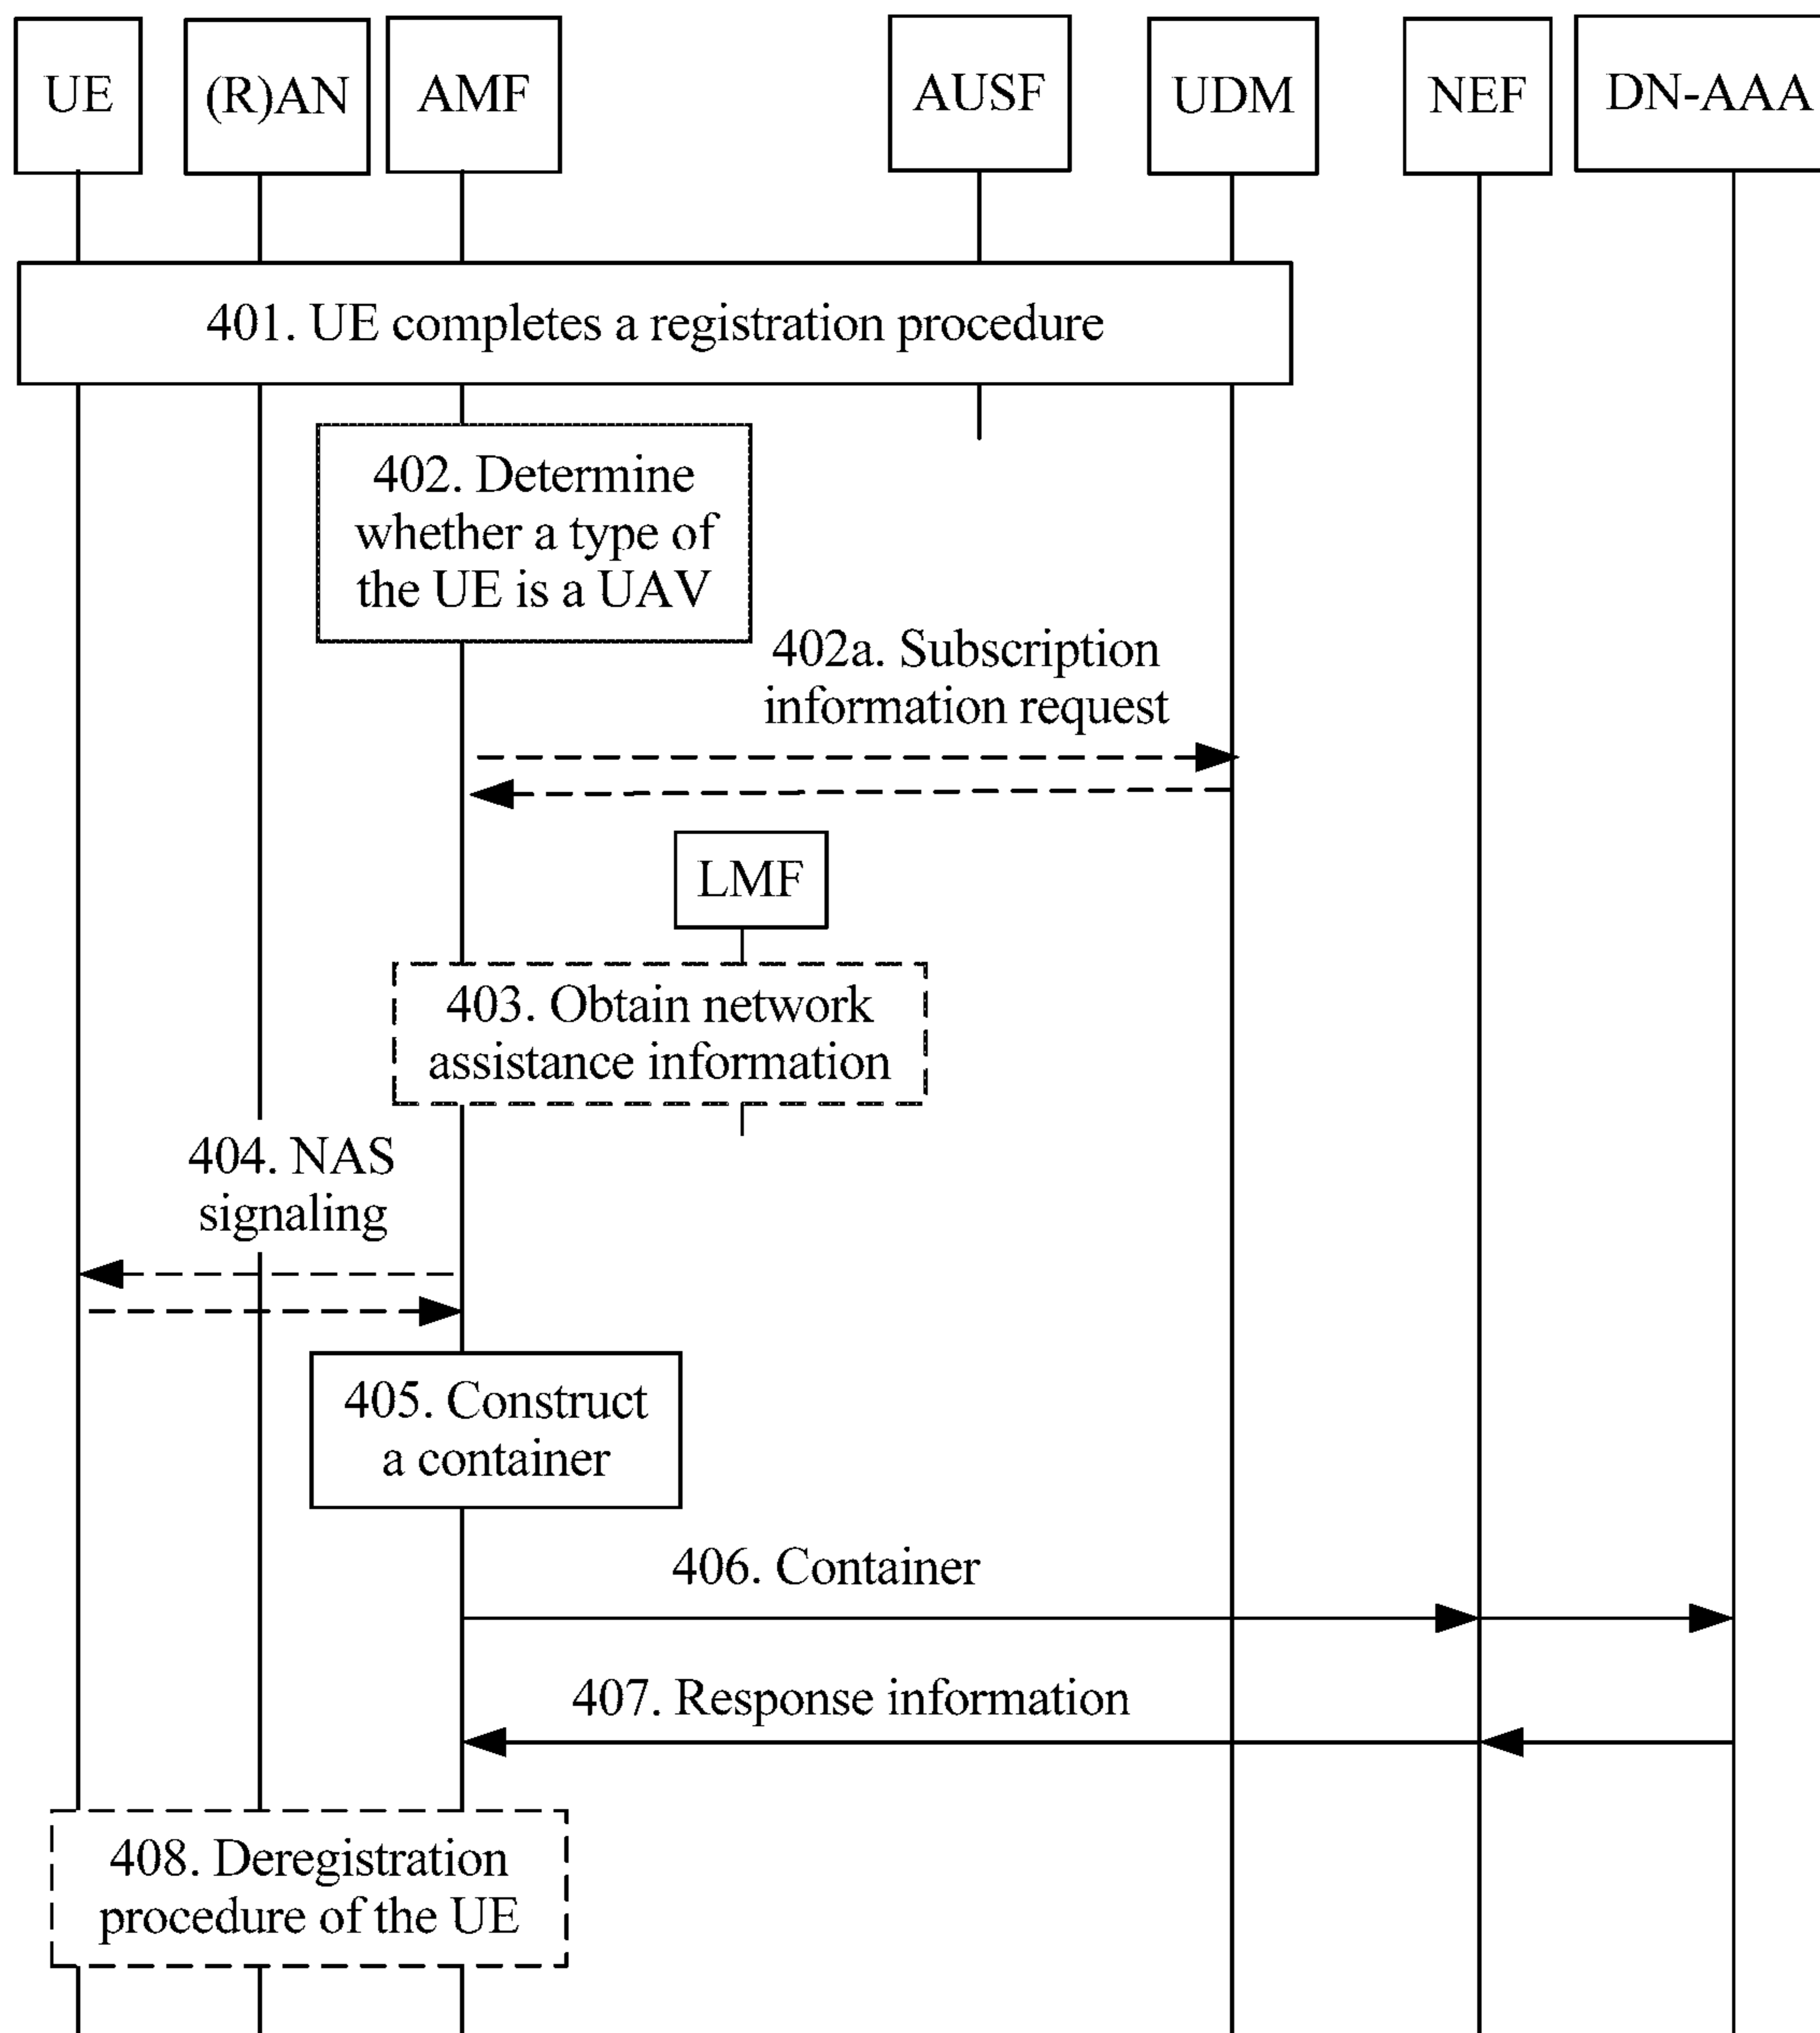 UE
(R)AN
AMF
AUSF
UDM
NEF
DN-AAA
401. UE completes a registration procedure
402. Determine
whether a type of
the UE is a UAV
402a. Subscription
information request
LMF
403. Obtain network
assistance information
404. NAS
signaling
405. Construct
a container
406. Container
407. Response information
408. Deregistration
procedure of the UE